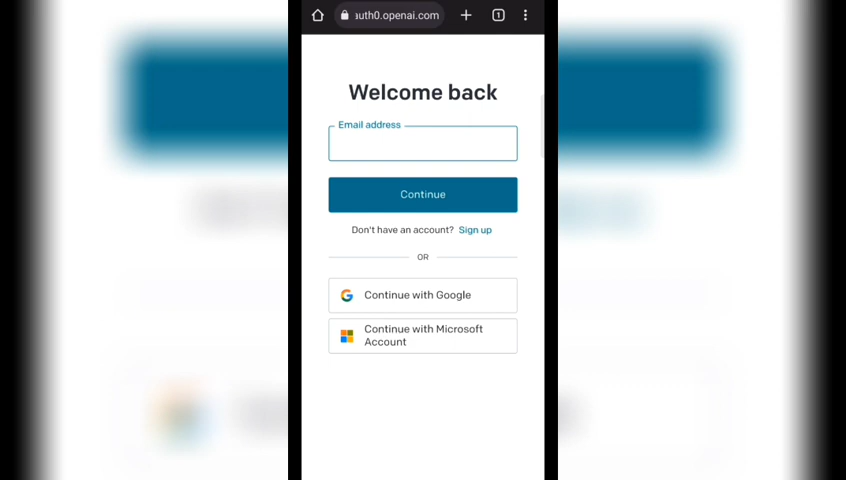 auth0.openai.com
1
Welcome back
Email address
Continue
Don't have an account? Sign up
OR
Continue with Google
Continue with Microsoft
Account